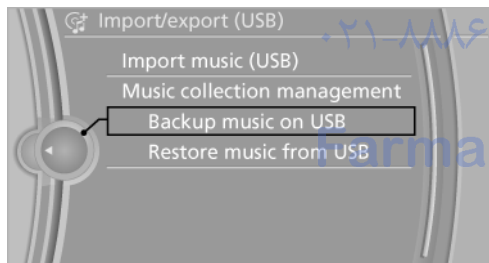 Import/export (USB)
۰۲۱-۸۸۸۶
Import music (USB)
Music collection management
Backup music on USB
Restore music from USB
Farma